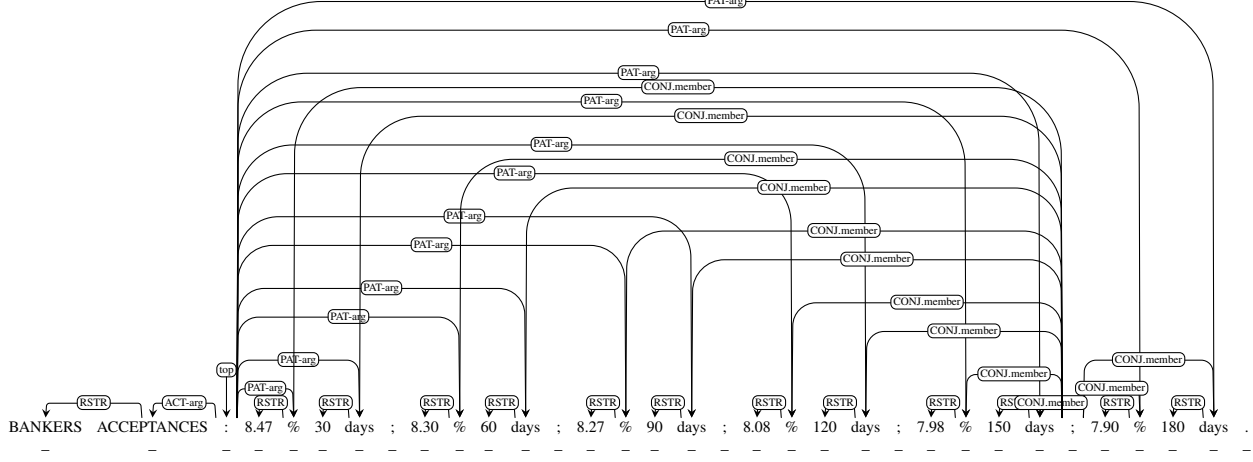 PAT-arg
PAT-arg
PAT-arg
CONJ.member
PAT-arg
CONJ.member
PAT-arg
CONJ.member
PAT-arg
CONJ.member
PAT-arg
CONJ.member
PAT-arg
CONJ.member
PAT-arg
CONJ.member
PAT-arg
CONJ.member
PAT-arg CONJ.member
top
CONJ.member
PAT-arg CONJ.member
RSTR ACT-arg RSTR RSTR RSTR RSTR RSTR RSTR RSTR RSTR RSTR CONJ.member RSTR RSTR
BANKERS ACCEPTANCES : 8.47 % 30 days ; 8.30 % 60 days ; 8.27 % 90 days ; 8.08 % 120 days ; 7.98 % 150 days ; 7.90 % 180 days .
_ _ _ _ _ _ _ _ _ _ _ _ _ _ _ _ _ _ _ _ _ _ _ _ _ _ _ _ _ _ _ _ _